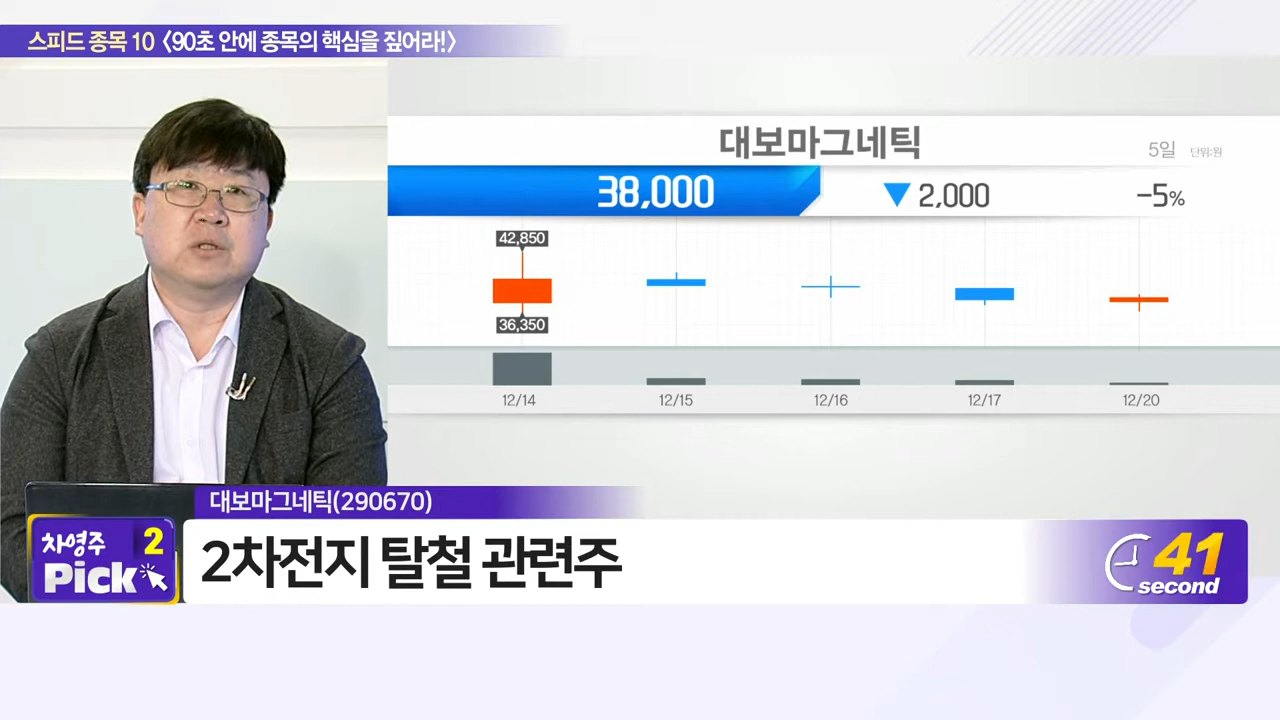 스피드 종목 10 〈90초 안에 종목의 핵심을 짚어라!〉
대보마그네틱
5일 단위:원
38,000 ▼ 2,000 -5%
42,850
36,350
12/14 12/15 12/16 12/17 12/20
대보마그네틱(290670)
차영주 2
Pick
2차전지 탈철 관련주
41
second